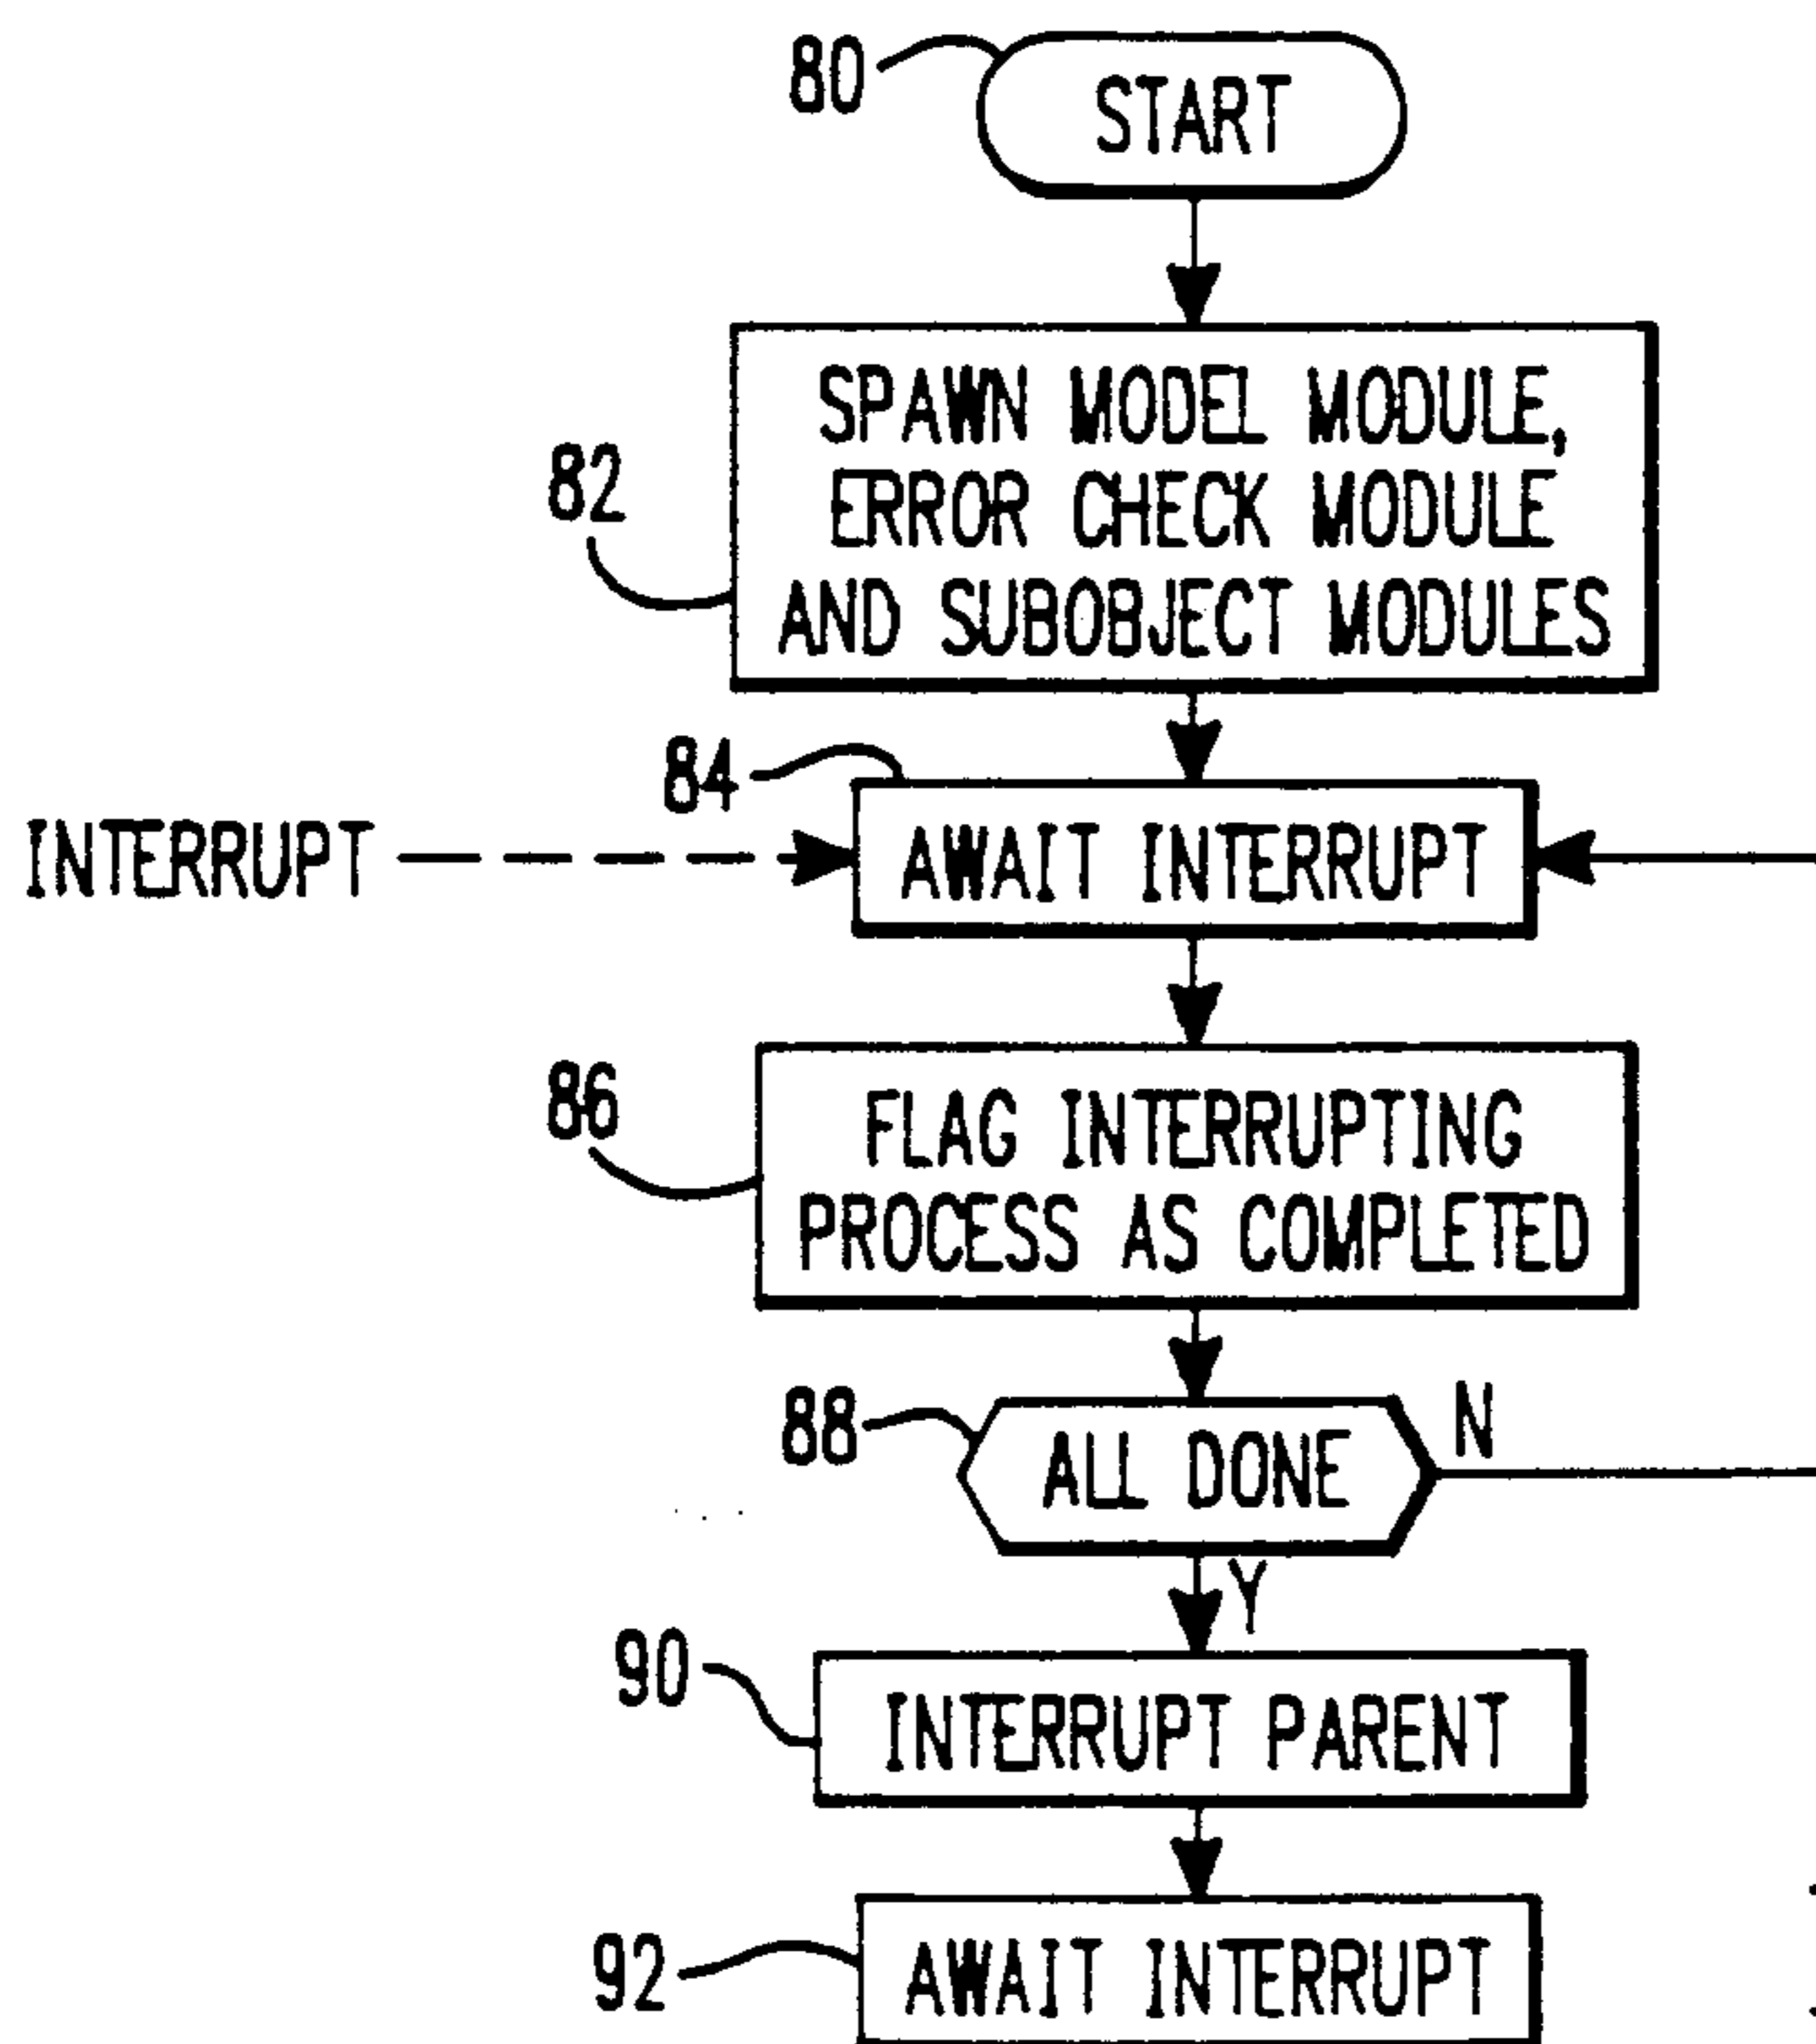 80
START
SPAWN MODEL MODULE,
ERROR CHECK MODULE
AND SUBOBJECT MODULES
82
84
INTERRUPT
AWAIT INTERRUPT
86
FLAG INTERRUPTING
PROCESS AS COMPLETED
88
ALL DONE
N
Y
90
INTERRUPT PARENT
92
AWAIT INTERRUPT